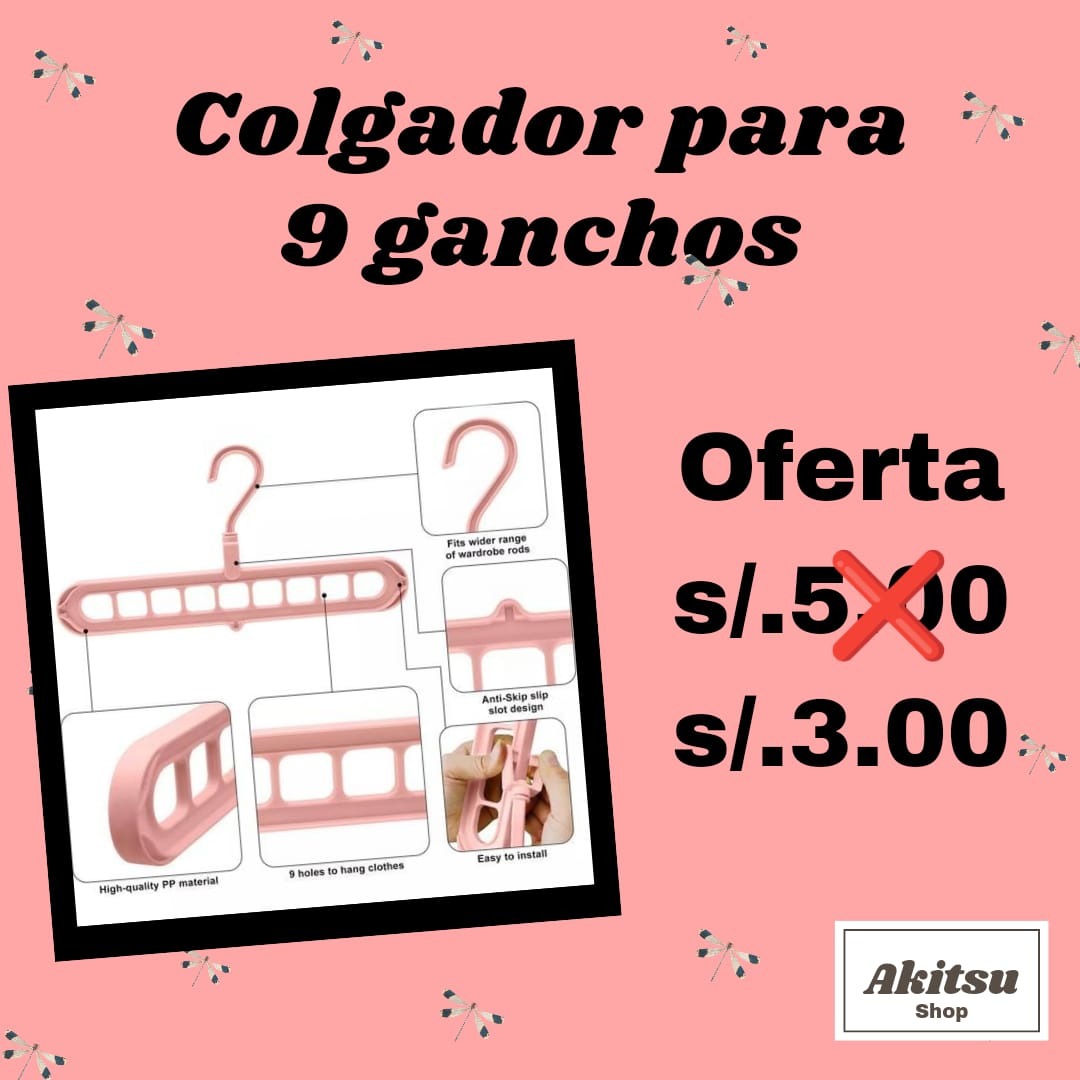 Colgador para
9 ganchos
Fits wider range
of wardrobe rods
Anti-Skip slip
slot design
High-quality PP material
9 holes to hang clothes
Easy to install
Oferta
s/.5.00
s/.3.00
Akitsu
Shop